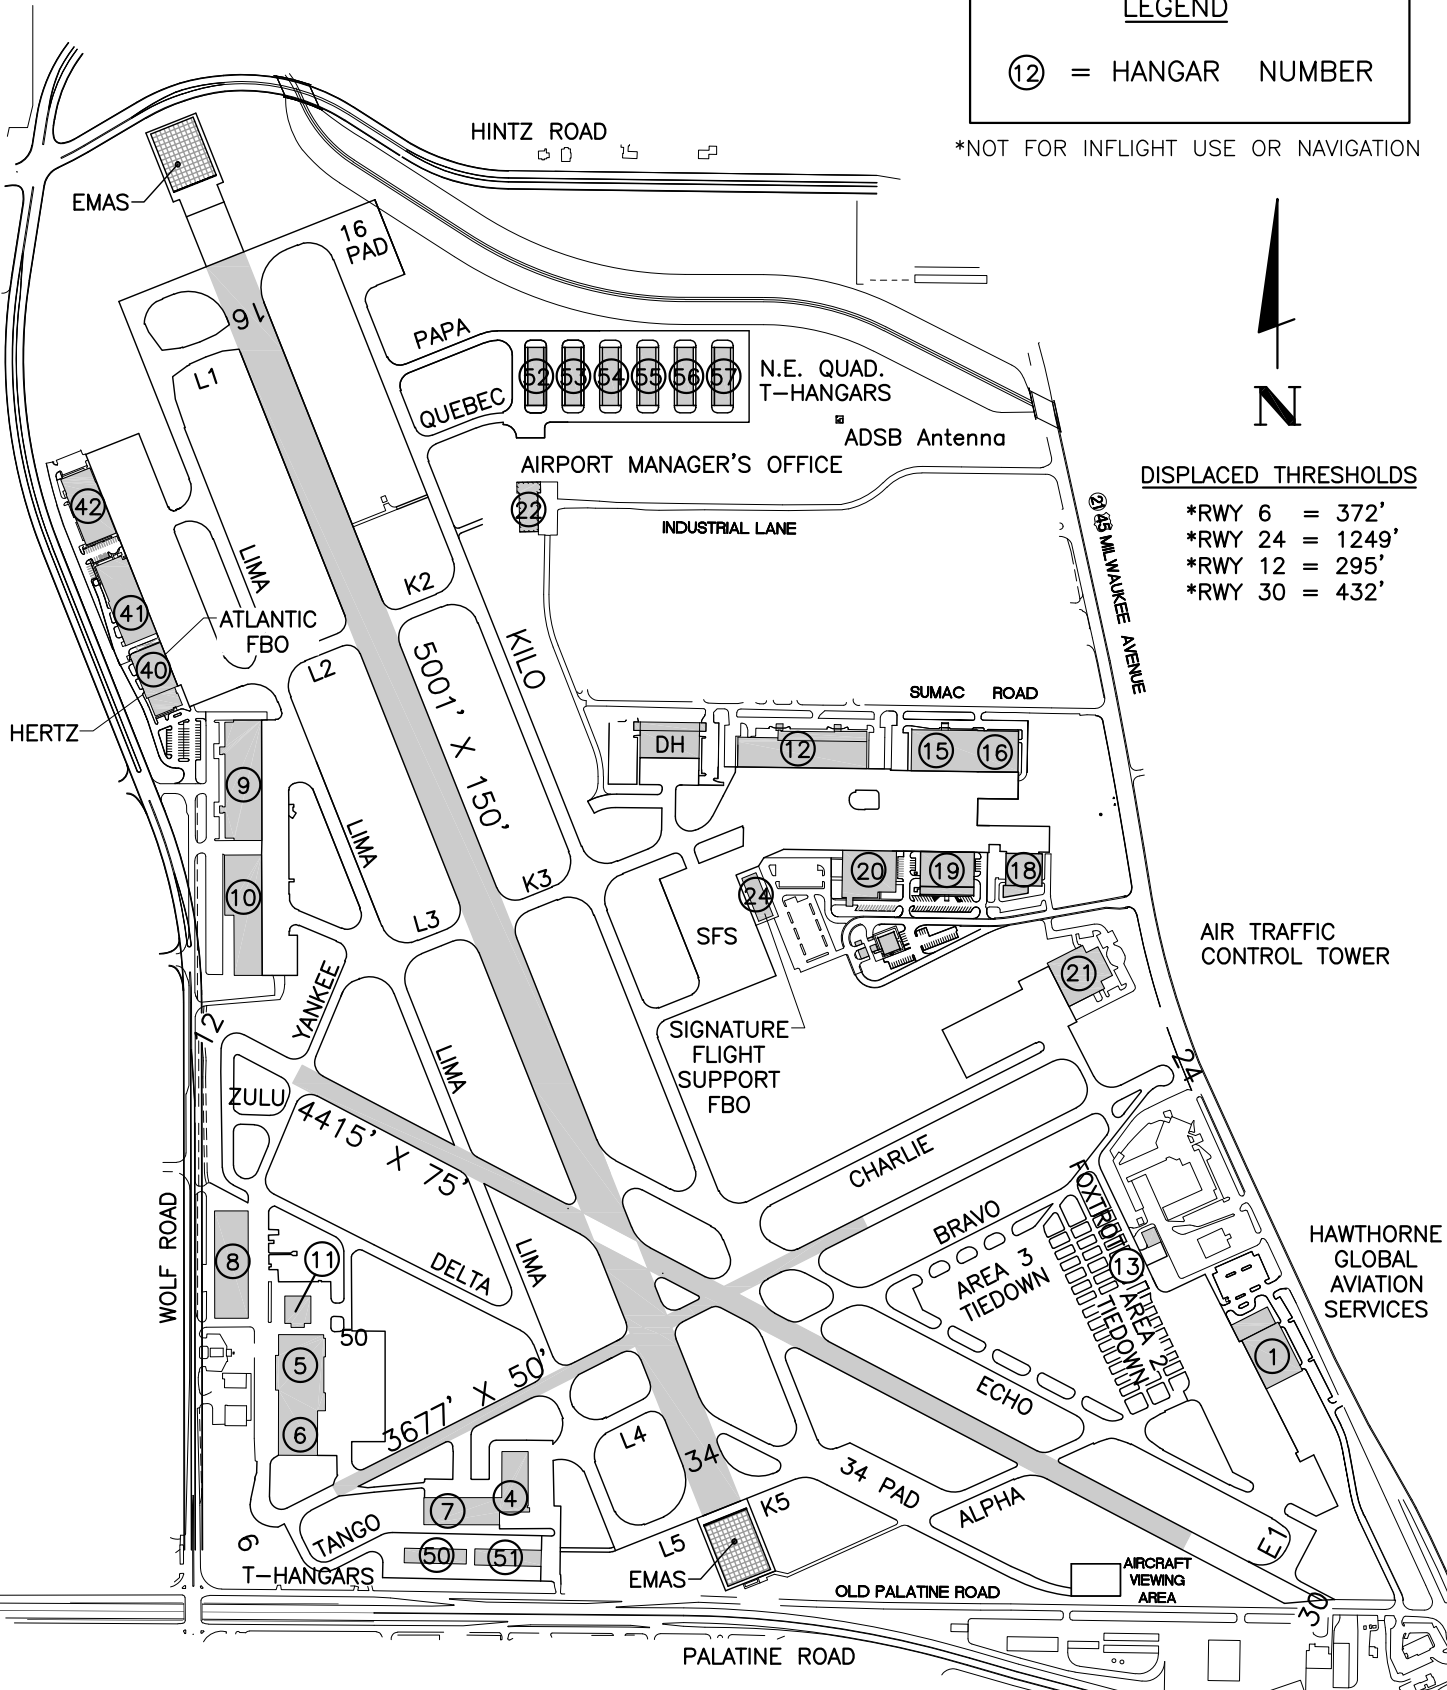 LEGEND
12 = HANGAR NUMBER
*NOT FOR INFLIGHT USE OR NAVIGATION
HINTZ ROAD
EMAS
16
PAD
16
PAPA
L1
QUEBEC
52 53 54 55 56 57
N.E. QUAD.
T-HANGARS
ADSB Antenna
N
AIRPORT MANAGER'S OFFICE
22
INDUSTRIAL LANE
DISPLACED THRESHOLDS
*RWY 6 = 372'
*RWY 24 = 1249'
*RWY 12 = 295'
*RWY 30 = 432'
21 45 MILWAUKEE AVENUE
42
LIMA
K2
41
ATLANTIC
FBO
40
KILO
L2
5001' X 150'
HERTZ
SUMAC ROAD
DH
12
15
16
9
LIMA
K3
10
L3
20
19
18
24
SFS
AIR TRAFFIC
CONTROL TOWER
21
YANKEE
12
SIGNATURE
FLIGHT
SUPPORT
FBO
LIMA
24
ZULU
4415' X 75'
CHARLIE
FOXTROT
BRAVO
WOLF ROAD
8
11
DELTA
LIMA
AREA 3
TIEDOWN
13
AREA 2
TIEDOWN
HAWTHORNE
GLOBAL
AVIATION
SERVICES
50
5
1
6
3677' X 50'
ECHO
L4
34
34 PAD
ALPHA
K5
7
4
6
TANGO
L5
E1
50
51
T-HANGARS
EMAS
OLD PALATINE ROAD
AIRCRAFT
VIEWING
AREA
30
PALATINE ROAD